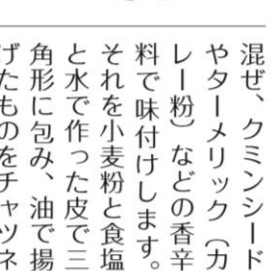 混ぜ、クミンシード
やターメリック（カ
レー粉）などの香辛
料で味付けします。
それを小麦粉と食塩
と水で作った皮で三
角形に包み、油で揚
げたものをチャツネ